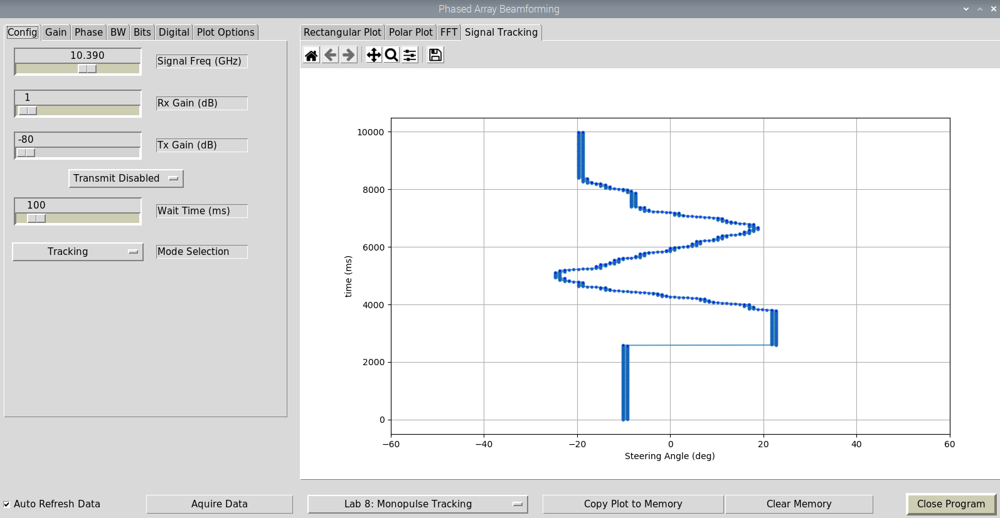 Phased Array Beamforming
Config Gain Phase BW Bits Digital Plot Options
10.390
Signal Freq (GHz)
1
Rx Gain (dB)
-80
Tx Gain (dB)
Transmit Disabled
100
Wait Time (ms)
Tracking
Mode Selection
Rectangular Plot Polar Plot FFT Signal Tracking
10000
8000
6000
4000
2000
0
time (ms)
−60 −40 −20 0 20 40 60
Steering Angle (deg)
Auto Refresh Data
Aquire Data
Lab 8: Monopulse Tracking
Copy Plot to Memory
Clear Memory
Close Program